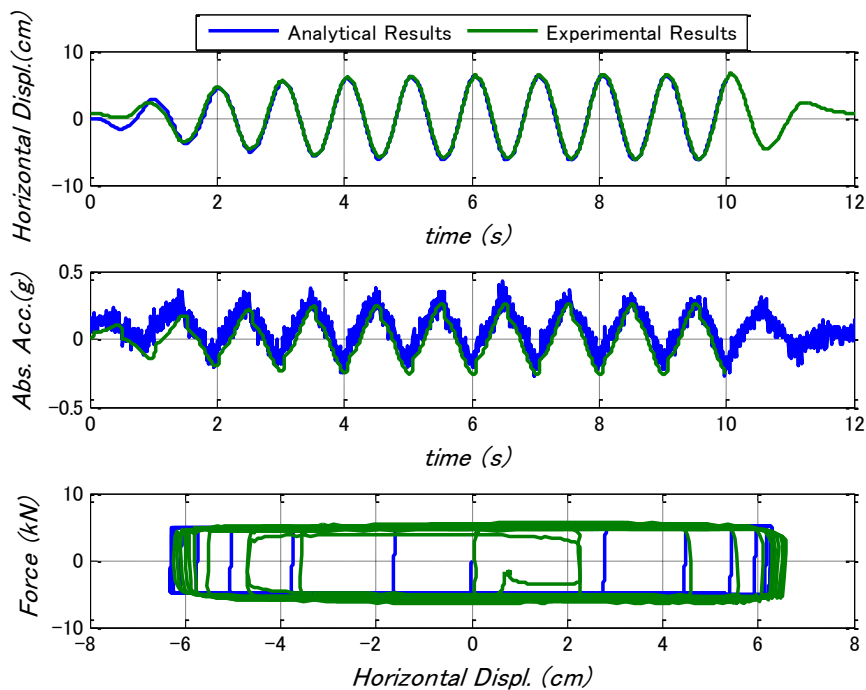 Analytical Results Experimental Results
Horizontal Displ.(cm)
10
0
-10
0 2 4 6 8 10 12
time (s)
Abs. Acc.(g)
0.5
0
-0.5
0 2 4 6 8 10 12
time (s)
Force (kN)
10
0
-10
-8 -6 -4 -2 0 2 4 6 8
Horizontal Displ. (cm)